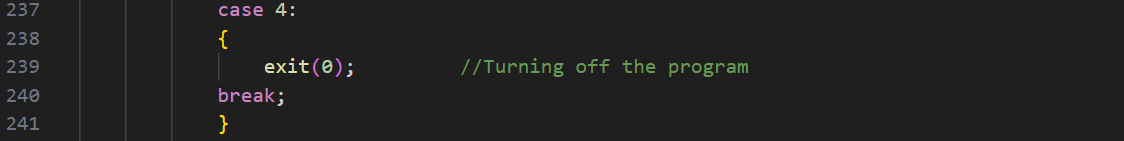 237 case 4:
238 {
239 exit(0); //Turning off the program
240 break;
241 }